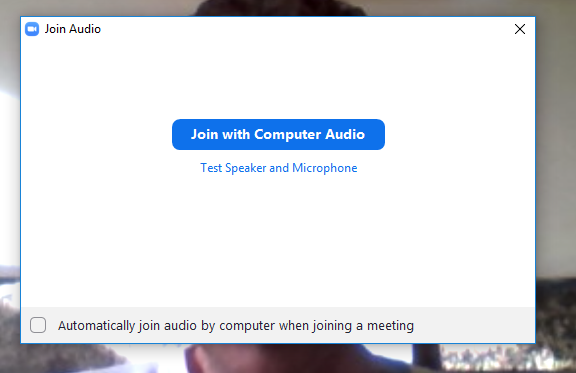 Join Audio
Join with Computer Audio
Test Speaker and Microphone
Automatically join audio by computer when joining a meeting